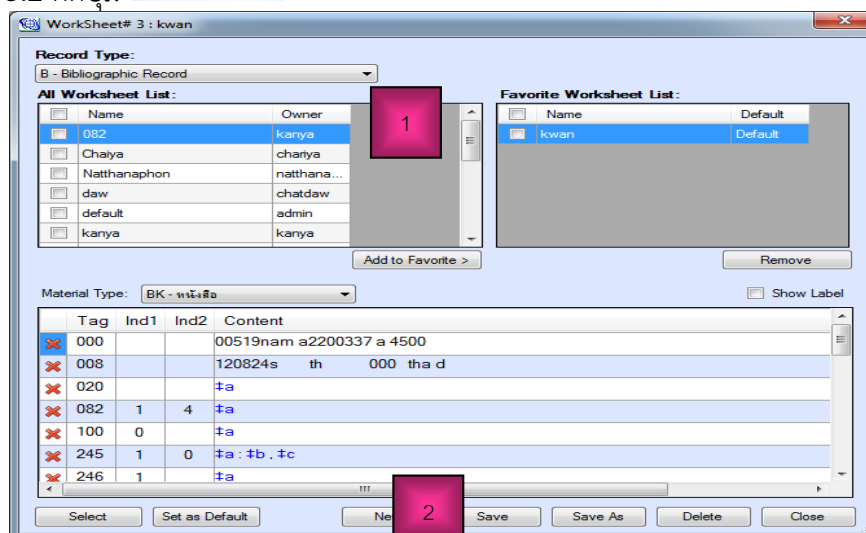 WorkSheet# 3 : kwan
Record Type:
B - Bibliographic Record
All Worksheet List:
Name Owner
082 kanya
Chaiya chariya
Natthanaphon natthana...
daw chatdaw
default admin
kanya kanya
1
Add to Favorite >
Favorite Worksheet List:
Name Default
kwan Default
Remove
Material Type: BK - หนังสือ
Show Label
Tag Ind1 Ind2 Content
000 00519nam a2200337 a 4500
008 120824s th 000 tha d
020 ‡a
082 1 4 ‡a
100 0 ‡a
245 1 0 ‡a : ‡b , ‡c
246 1 ‡a
2
Select Set as Default Save Save As Delete Close